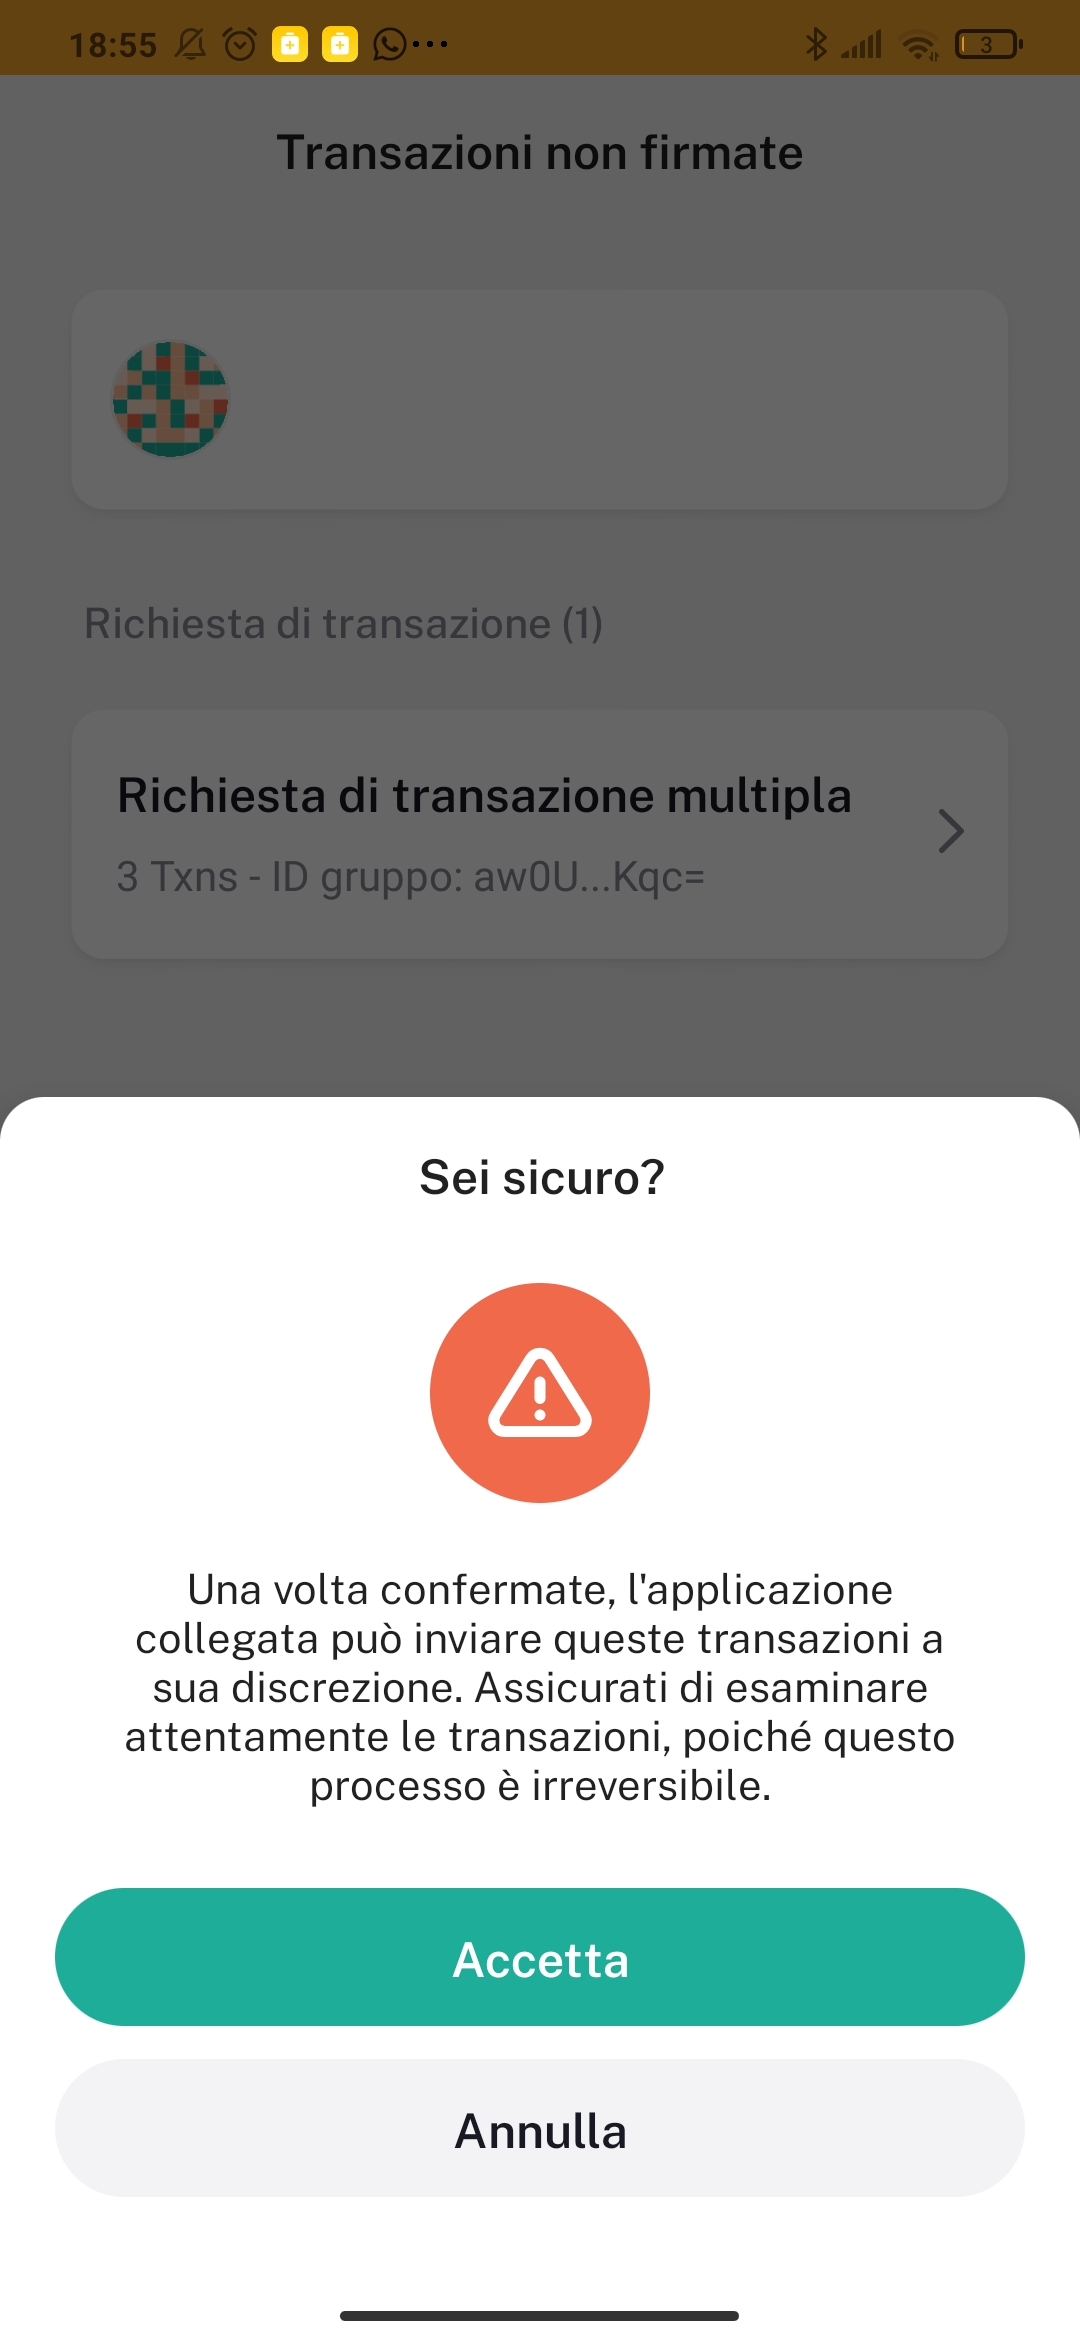 18:55
3
Transazioni non firmate
Richiesta di transazione (1)
Richiesta di transazione multipla
3 Txns - ID gruppo: aw0U...Kqc=
Sei sicuro?
Una volta confermate, l'applicazione
collegata può inviare queste transazioni a
sua discrezione. Assicurati di esaminare
attentamente le transazioni, poiché questo
processo è irreversibile.
Accetta
Annulla